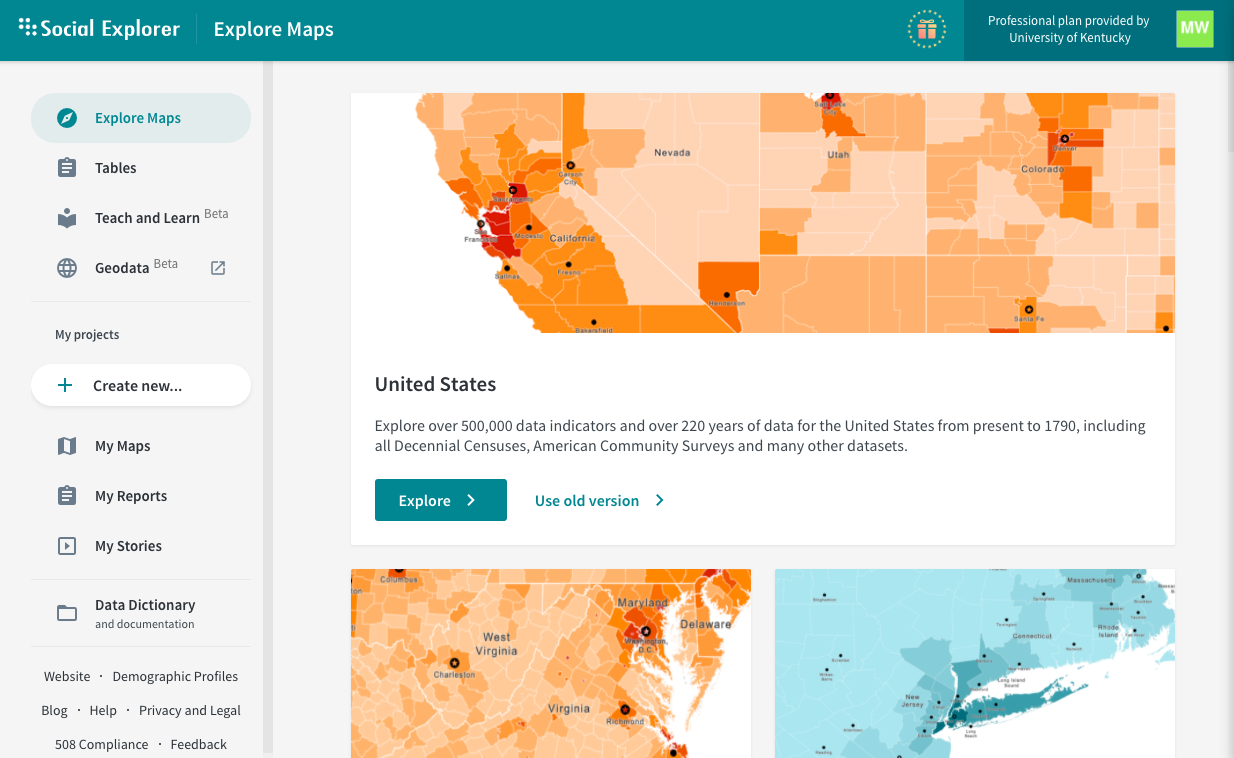 Social Explorer
Explore Maps
Professional plan provided by
University of Kentucky
MW
Explore Maps
Tables
Teach and Learn Beta
Geodata Beta
My projects
Create new...
My Maps
My Reports
My Stories
Data Dictionary
and documentation
Website · Demographic Profiles
Blog · Help · Privacy and Legal
508 Compliance · Feedback
Nevada
Utah
Denver
Colorado
Carson
City
Sacramento
San
Francisco
Modesto
California
Salinas
Fresno
Henderson
Santa Fe
Bakersfield
United States
Explore over 500,000 data indicators and over 220 years of data for the United States from present to 1790, including
all Decennial Censuses, American Community Surveys and many other datasets.
Explore
Use old version
Columbus
Maryland
Delaware
Washington,
D.C.
West
Virginia
Charleston
Virginia
Richmond
Massachusetts
Binghamton
Springfield
Torrington
Connecticut
Rhode
Island
Scranton
Danbury
Long Island
Sound
New
Jersey
Long
Beach
Reading